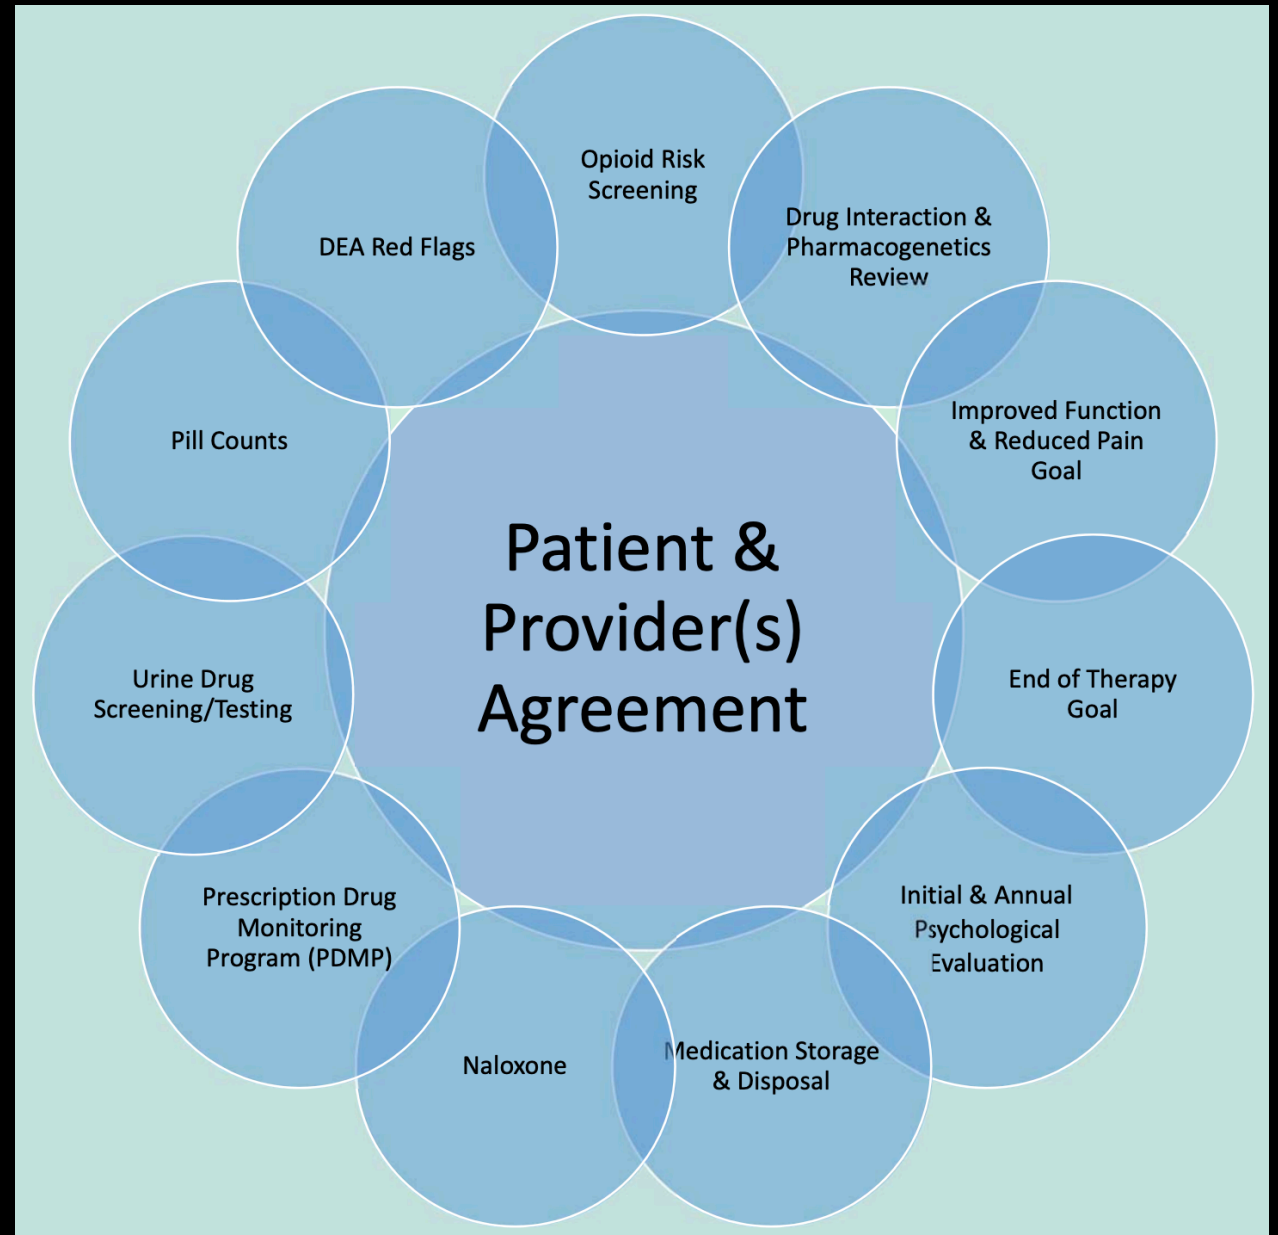 Opioid Risk
Screening
Drug Interaction &
Pharmacogenetics
Review
Improved Function
& Reduced Pain
Goal
End of Therapy
Goal
Initial & Annual
Psychological
Evaluation
Medication Storage
& Disposal
Naloxone
Prescription Drug
Monitoring
Program (PDMP)
Urine Drug
Screening/Testing
Pill Counts
DEA Red Flags
Patient &
Provider(s)
Agreement